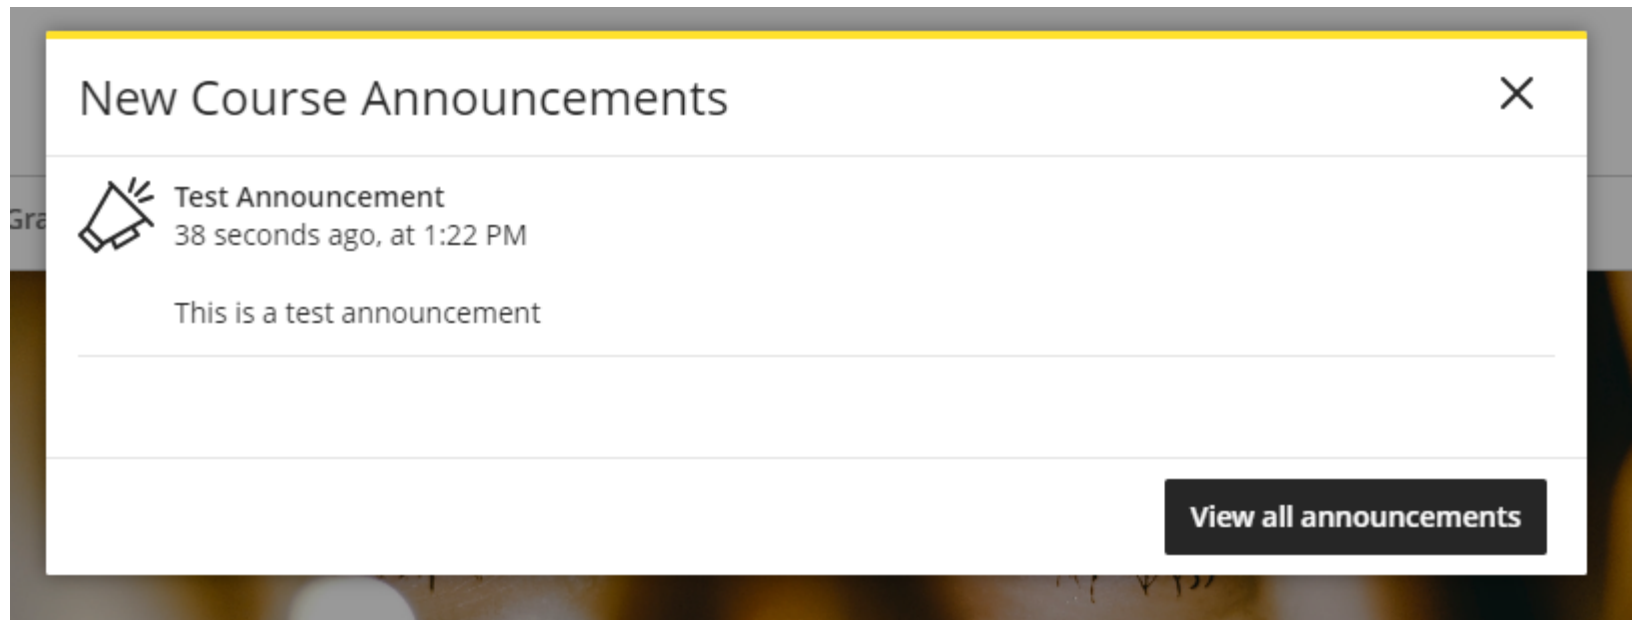 New Course Announcements
Test Announcement
38 seconds ago, at 1:22 PM
Gra
This is a test announcement
View all announcements